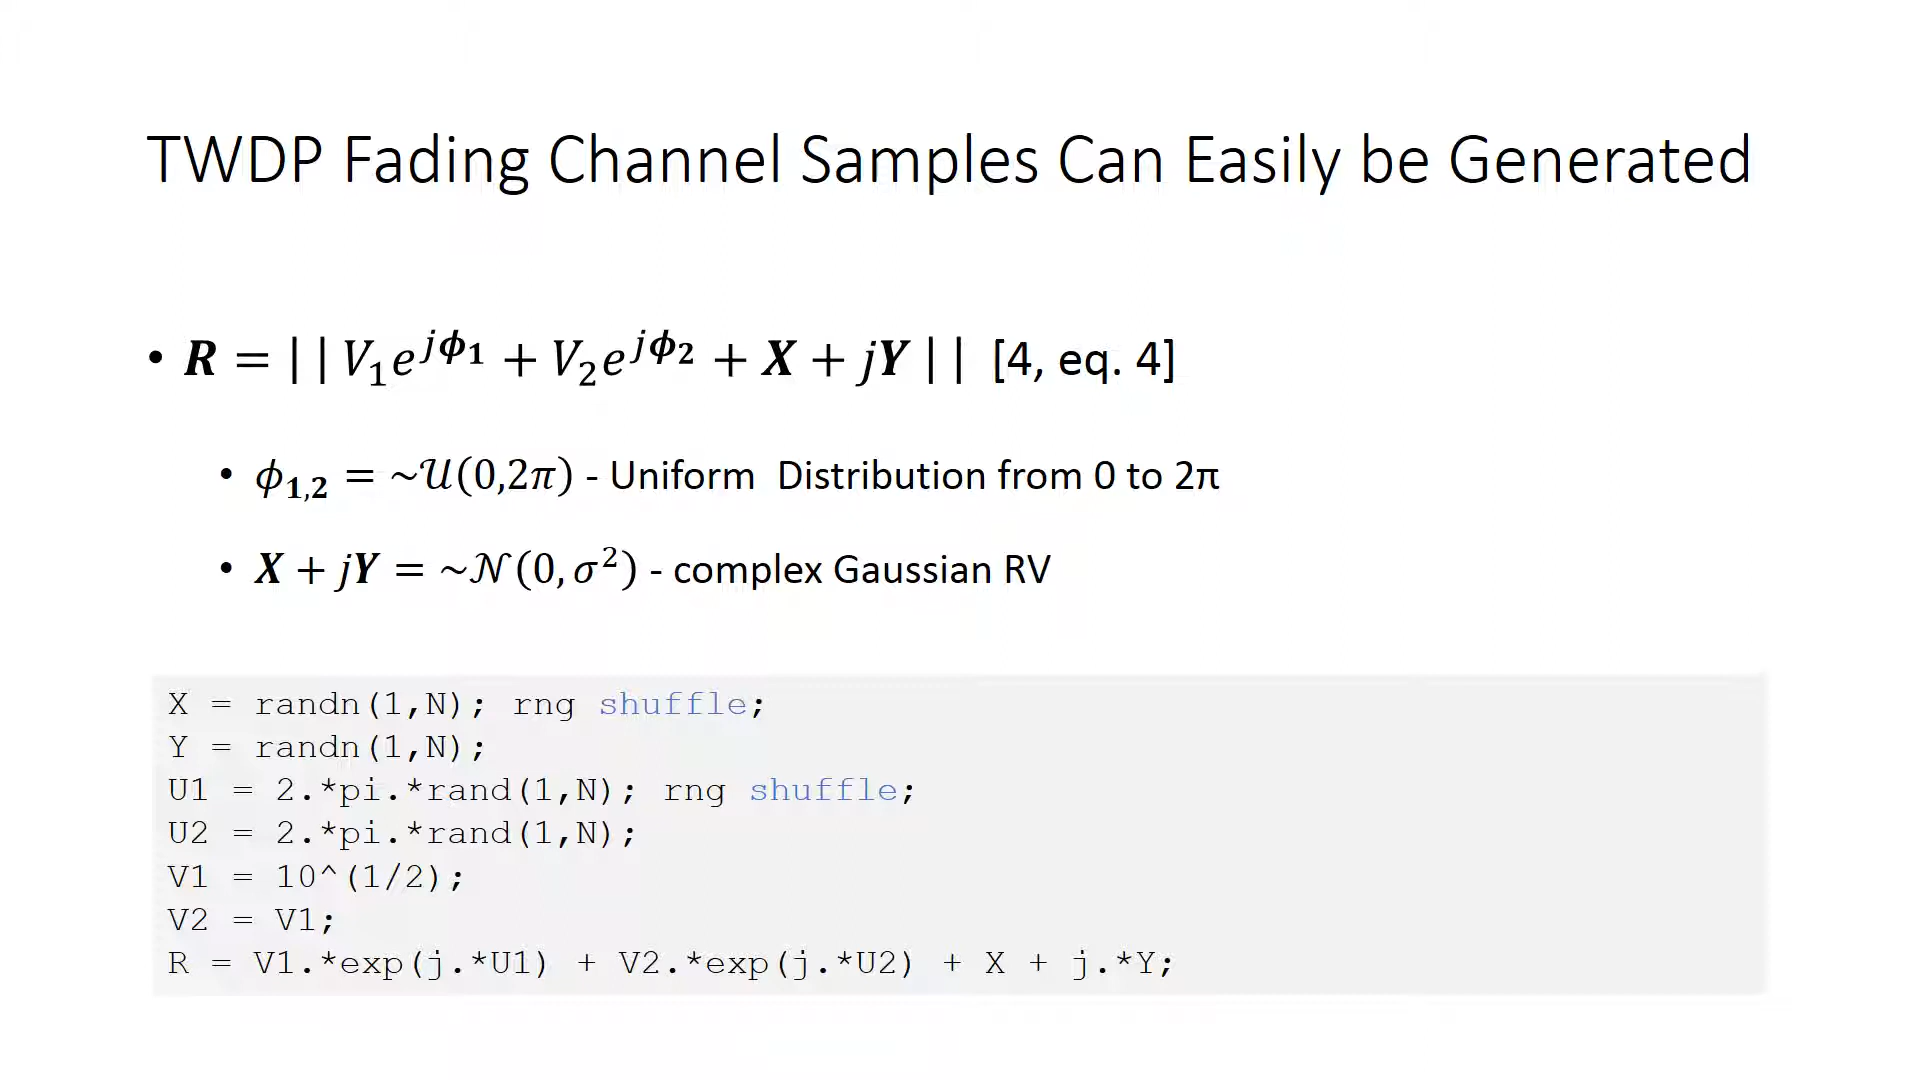 TWDP Fading Channel Samples Can Easily be Generated
• R = ||V₁e^{jϕ₁} + V₂e^{jϕ₂} + X + jY|| [4, eq. 4]
• ϕ₁,₂ = ~𝒰(0,2π) - Uniform Distribution from 0 to 2π
• X + jY = ~𝒩(0, σ²) - complex Gaussian RV
X = randn(1,N); rng shuffle;
Y = randn(1,N);
U1 = 2.*pi.*rand(1,N); rng shuffle;
U2 = 2.*pi.*rand(1,N);
V1 = 10^(1/2);
V2 = V1;
R = V1.*exp(j.*U1) + V2.*exp(j.*U2) + X + j.*Y;